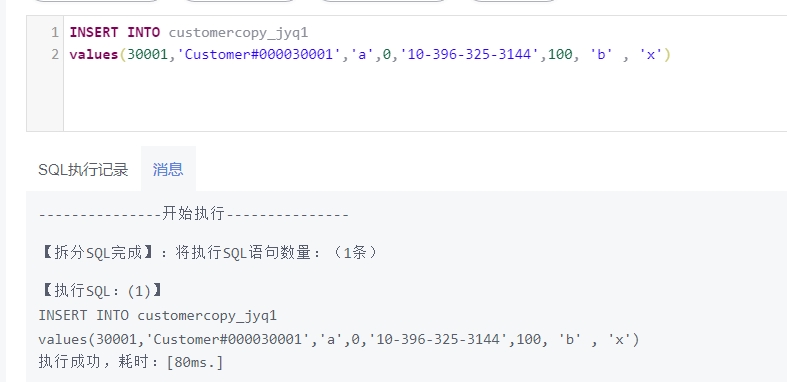 1 INSERT INTO customercopy_jyq1
2 values(30001,'Customer#000030001','a',0,'10-396-325-3144',100, 'b' , 'x')
SQL执行记录 消息
---------------开始执行---------------
【拆分SQL完成】:将执行SQL语句数量:(1条)
【执行SQL:(1)】
INSERT INTO customercopy_jyq1
values(30001,'Customer#000030001','a',0,'10-396-325-3144',100, 'b' , 'x')
执行成功,耗时:[80ms.]